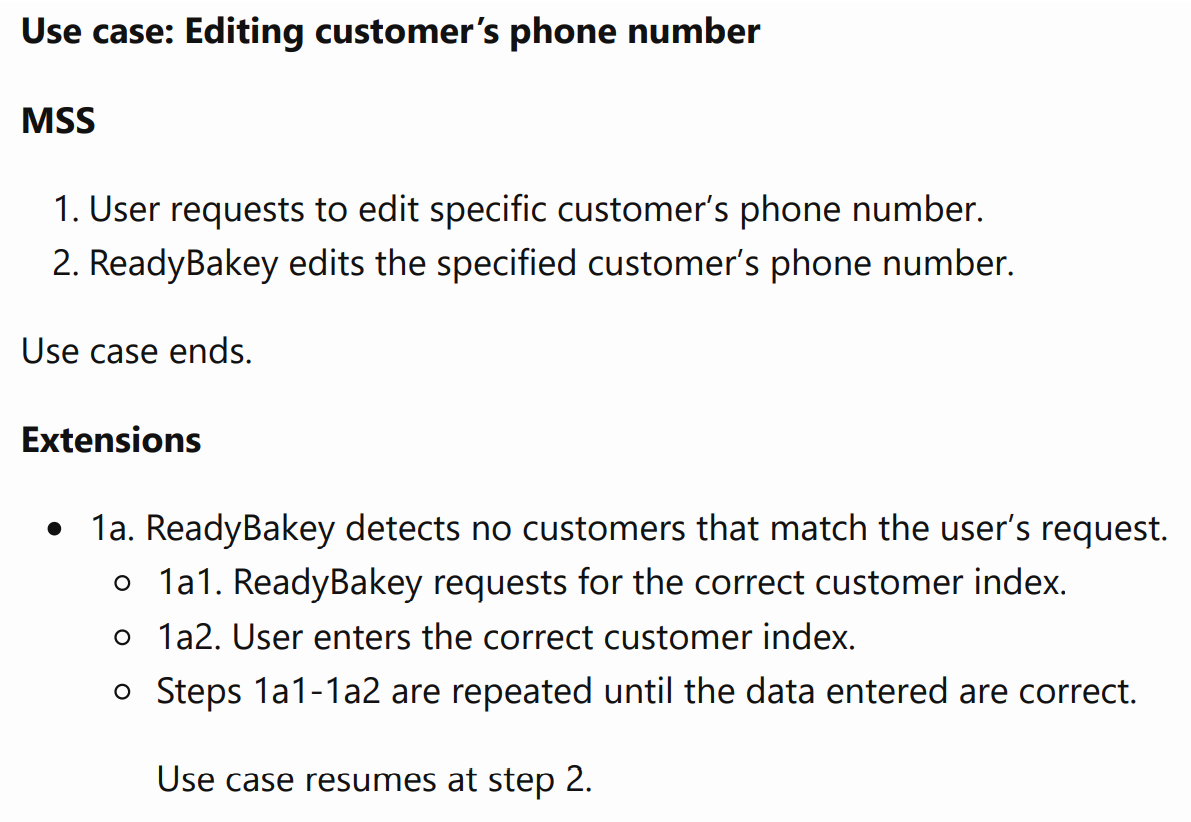 Use case: Editing customer’s phone number
MSS
1. User requests to edit specific customer’s phone number.
2. ReadyBakey edits the specified customer’s phone number.
Use case ends.
Extensions
• 1a. ReadyBakey detects no customers that match the user’s request.
◦ 1a1. ReadyBakey requests for the correct customer index.
◦ 1a2. User enters the correct customer index.
◦ Steps 1a1-1a2 are repeated until the data entered are correct.
Use case resumes at step 2.